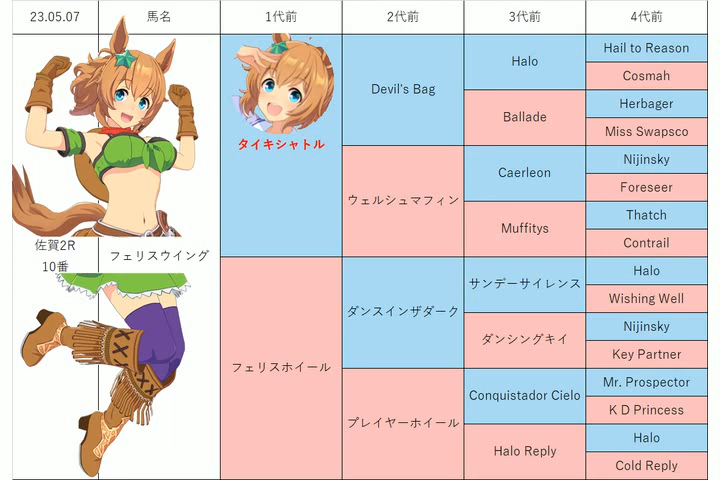 23.05.07
馬名
1代前
2代前
3代前
4代前
佐賀2R
10番
フェリスウイング
タイキシャトル
フェリスホイール
Devil's Bag
ウェルシュマフィン
ダンスインザダーク
プレイヤーホイール
Halo
Ballade
Caerleon
Muffitys
サンデーサイレンス
ダンシングキイ
Conquistador Cielo
Halo Reply
Hail to Reason
Cosmah
Herbager
Miss Swapsco
Nijinsky
Foreseer
Thatch
Contrail
Halo
Wishing Well
Nijinsky
Key Partner
Mr. Prospector
K D Princess
Halo
Cold Reply